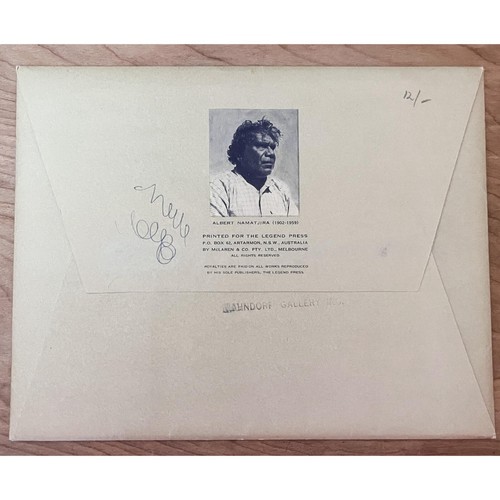 12/-
ALBERT NAMATJIRA (1902-1959)
PRINTED FOR THE LEGEND PRESS
P.O. BOX 92, ARTARMON, N.S.W., AUSTRALIA
BY McLAREN & CO. PTY. LTD., MELBOURNE
ALL RIGHTS RESERVED
ROYALTIES ARE PAID ON ALL WORKS REPRODUCED
BY HIS SOLE PUBLISHERS, THE LEGEND PRESS
GALLERY